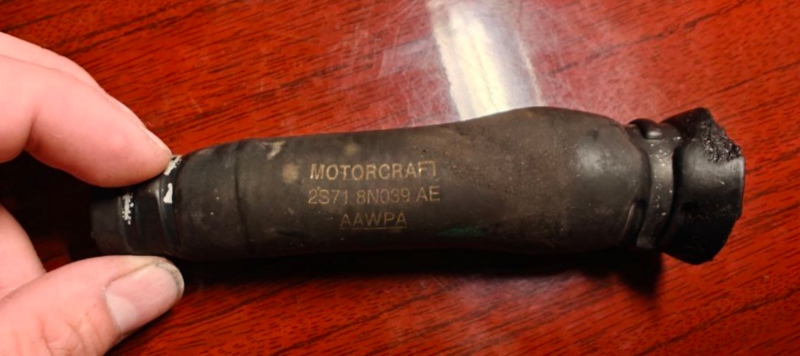 MOTORCRAFT
2S71 8N039 AE
AAWPA